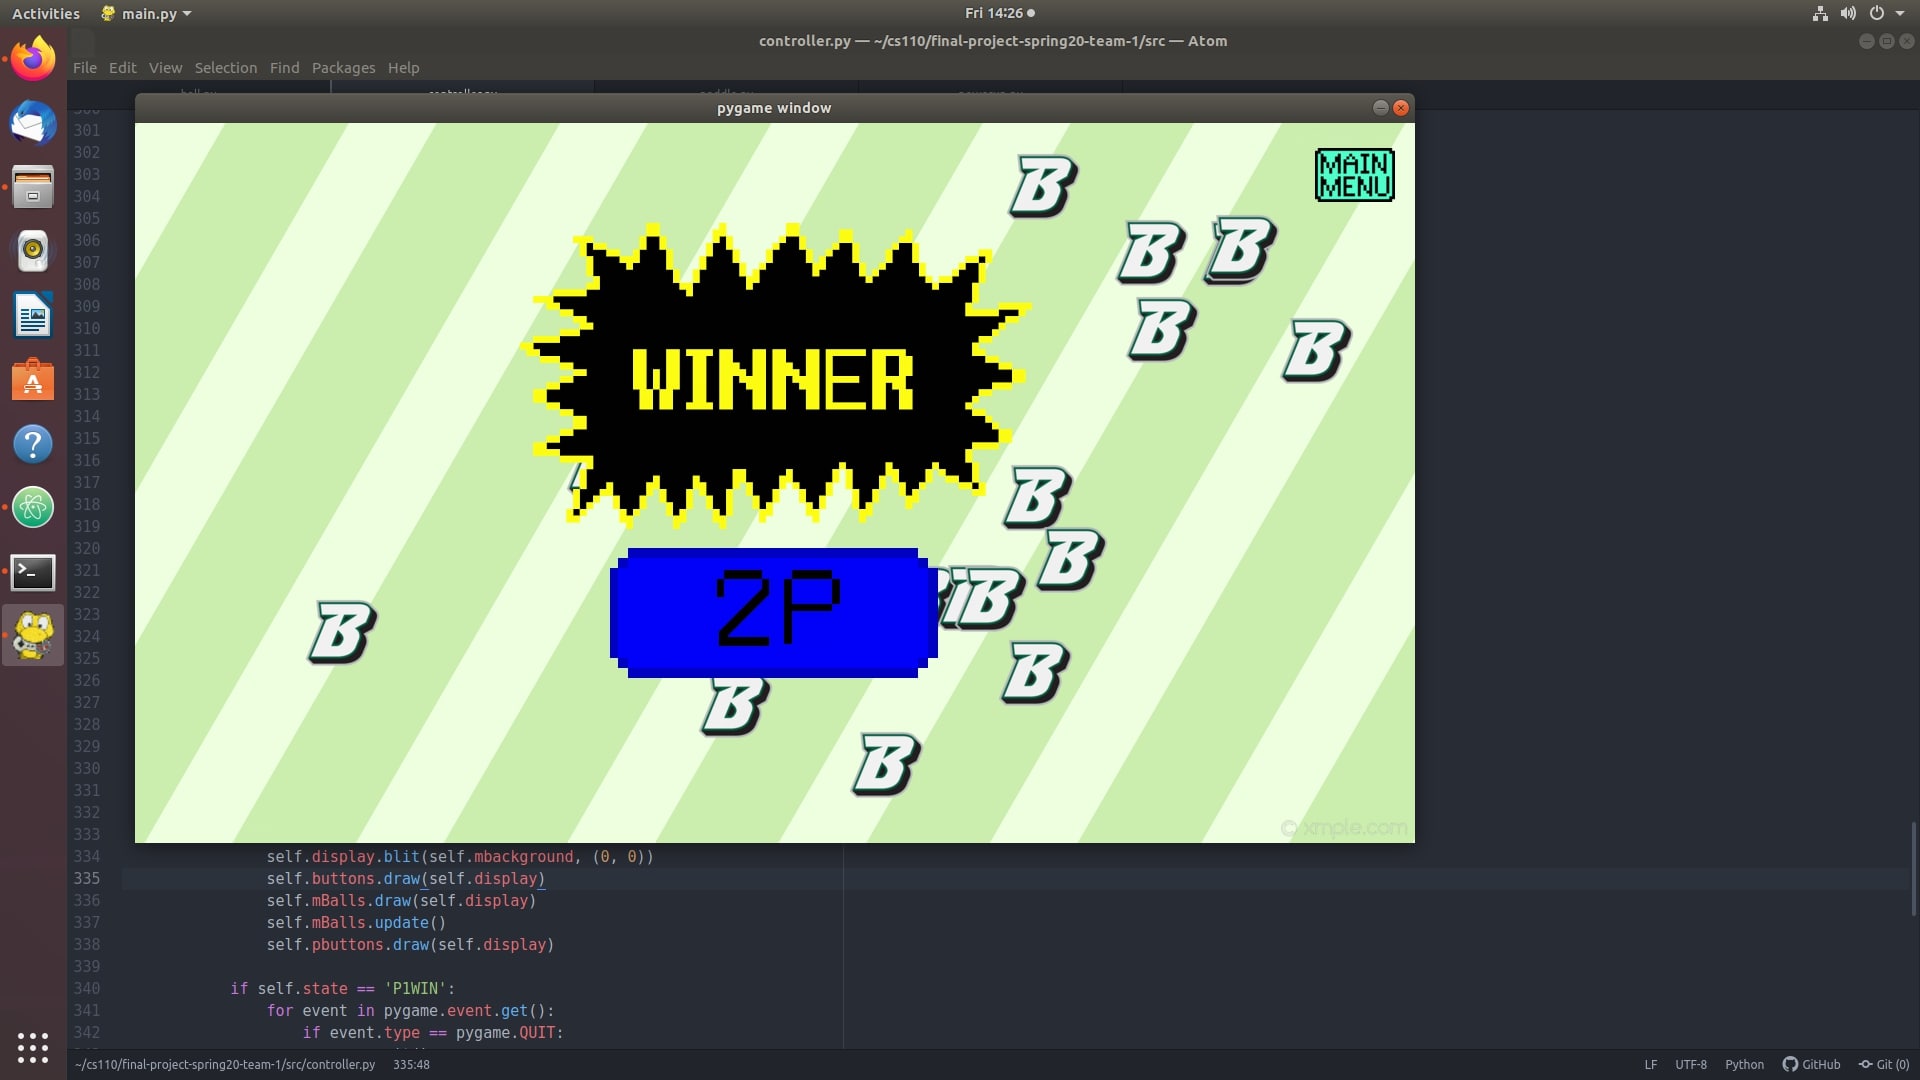 Activities
main.py
Fri 14:26
controller.py — ~/cs110/final-project-spring20-team-1/src — Atom
File Edit View Selection Find Packages Help
pygame window
MAIN
MENU
B
B
B
B
B
WINNER
B
B
B
2P
B
B
B
B
© xmple.com
301
302
303
304
305
306
307
308
309
310
311
312
313
314
315
316
317
318
319
320
321
322
323
324
325
326
327
328
329
330
331
332
333
334 self.display.blit(self.mbackground, (0, 0))
335 self.buttons.draw(self.display)
336 self.mBalls.draw(self.display)
337 self.mBalls.update()
338 self.pbuttons.draw(self.display)
339
340 if self.state == 'P1WIN':
341 for event in pygame.event.get():
342 if event.type == pygame.QUIT:
~/cs110/final-project-spring20-team-1/src/controller.py 335:48
LF UTF-8 Python GitHub Git (0)